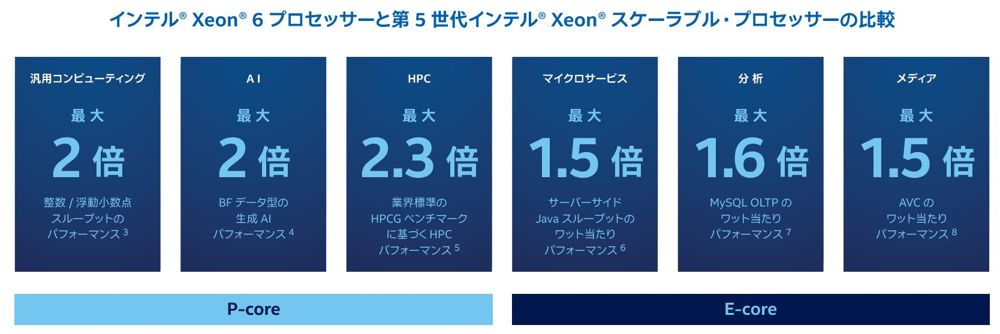 インテル® Xeon® 6 プロセッサーと第 5 世代インテル® Xeon® スケーラブル・プロセッサーの比較
汎用コンピューティング
最大
2 倍
整数 / 浮動小数点
スループットの
パフォーマンス 3
AI
最大
2 倍
BF データ型の
生成 AI
パフォーマンス 4
HPC
最大
2.3 倍
業界標準の
HPCG ベンチマーク
に基づく HPC
パフォーマンス 5
マイクロサービス
最大
1.5 倍
サーバーサイド
Java スループットの
ワット当たり
パフォーマンス 6
分析
最大
1.6 倍
MySQL OLTP の
ワット当たり
パフォーマンス 7
メディア
最大
1.5 倍
AVC の
ワット当たり
パフォーマンス 8
P-core
E-core